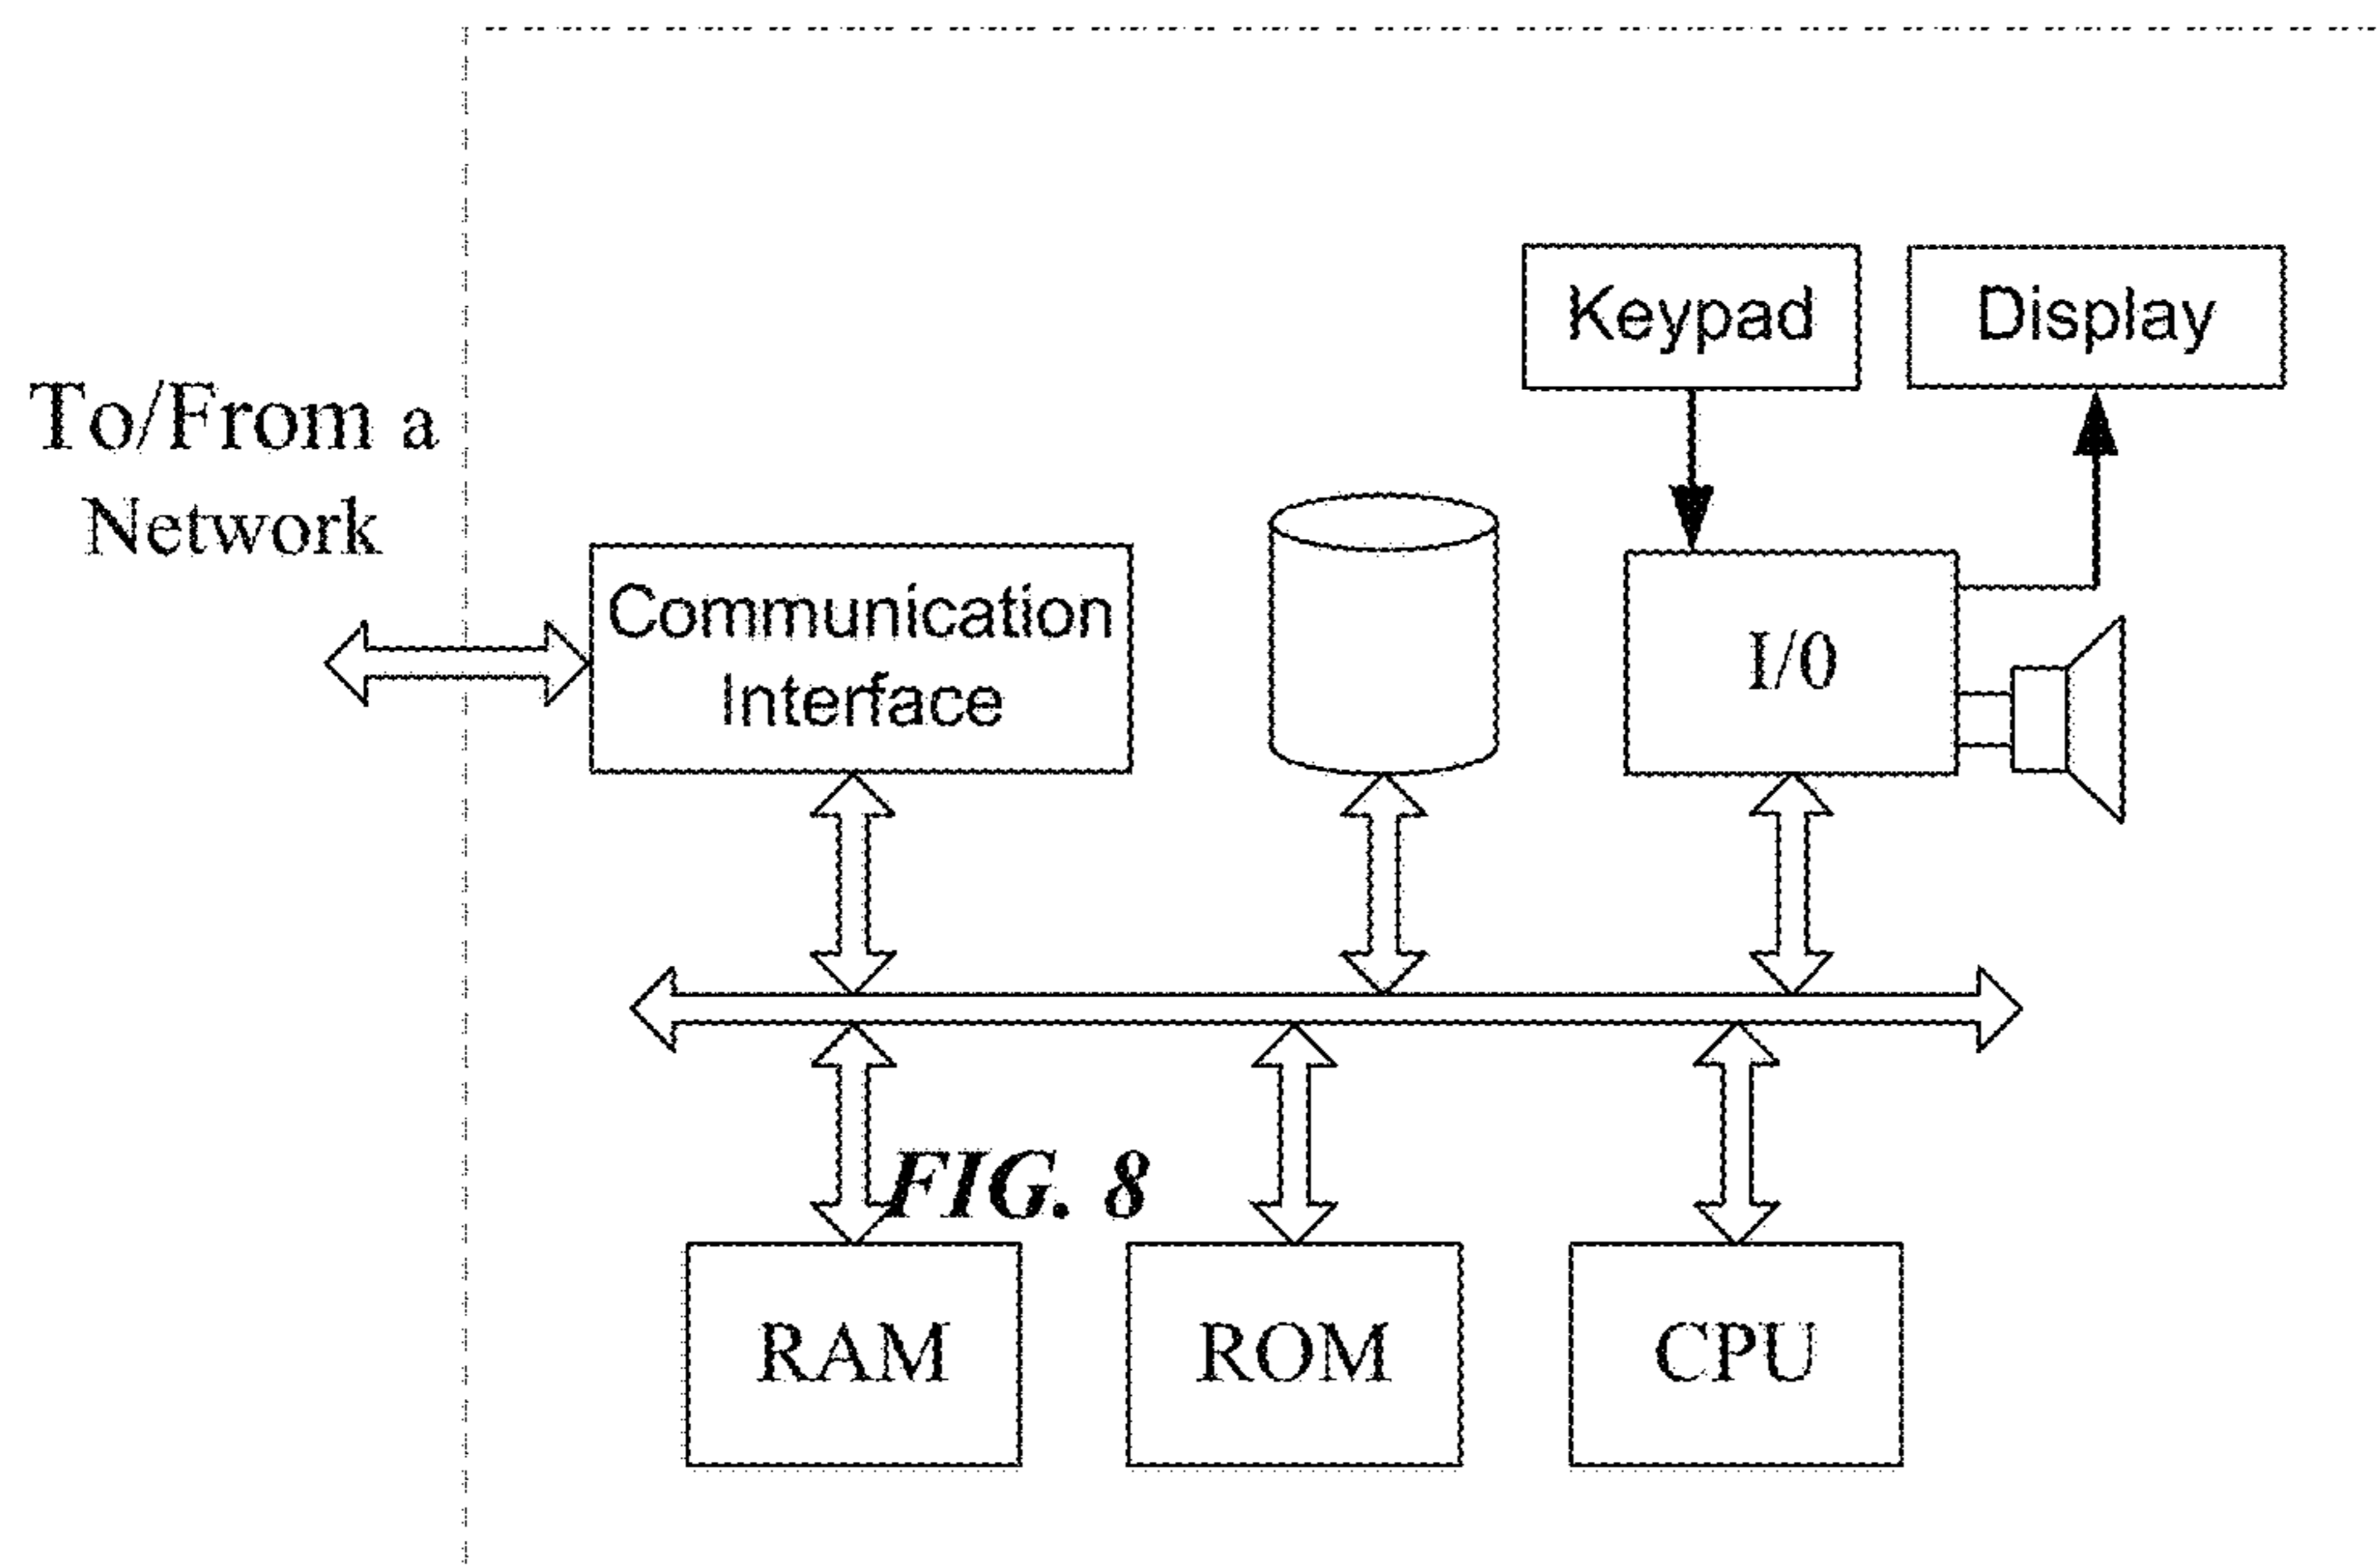 Keypad
Display
To/From a
Network
Communication
Interface
I/0
FIG. 8
RAM
ROM
CPU